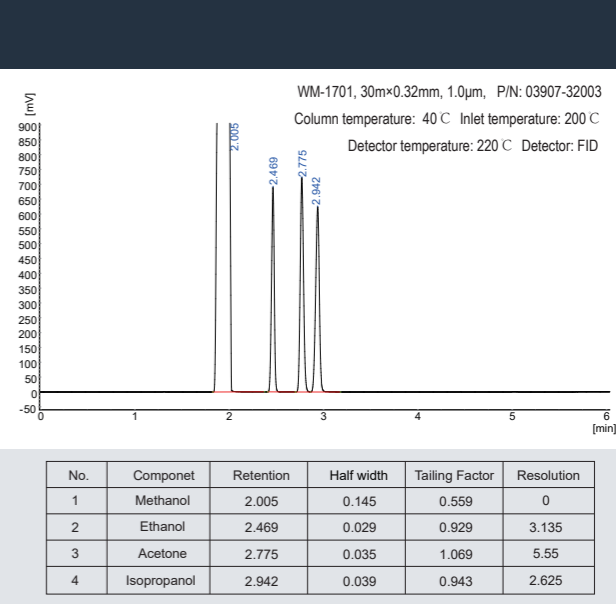 WM-1701, 30m×0.32mm, 1.0μm, P/N: 03907-32003
Column temperature: 40℃ Inlet temperature: 200℃
Detector temperature: 220℃ Detector: FID
[mV]
900
850
800
750
700
650
600
550
500
450
400
350
300
250
200
150
100
50
0
-50
2.005
2.469
2.775
2.942
0 1 2 3 4 5 6
[min]
No. Componet Retention Half width Tailing Factor Resolution
1 Methanol 2.005 0.145 0.559 0
2 Ethanol 2.469 0.029 0.929 3.135
3 Acetone 2.775 0.035 1.069 5.55
4 Isopropanol 2.942 0.039 0.943 2.625